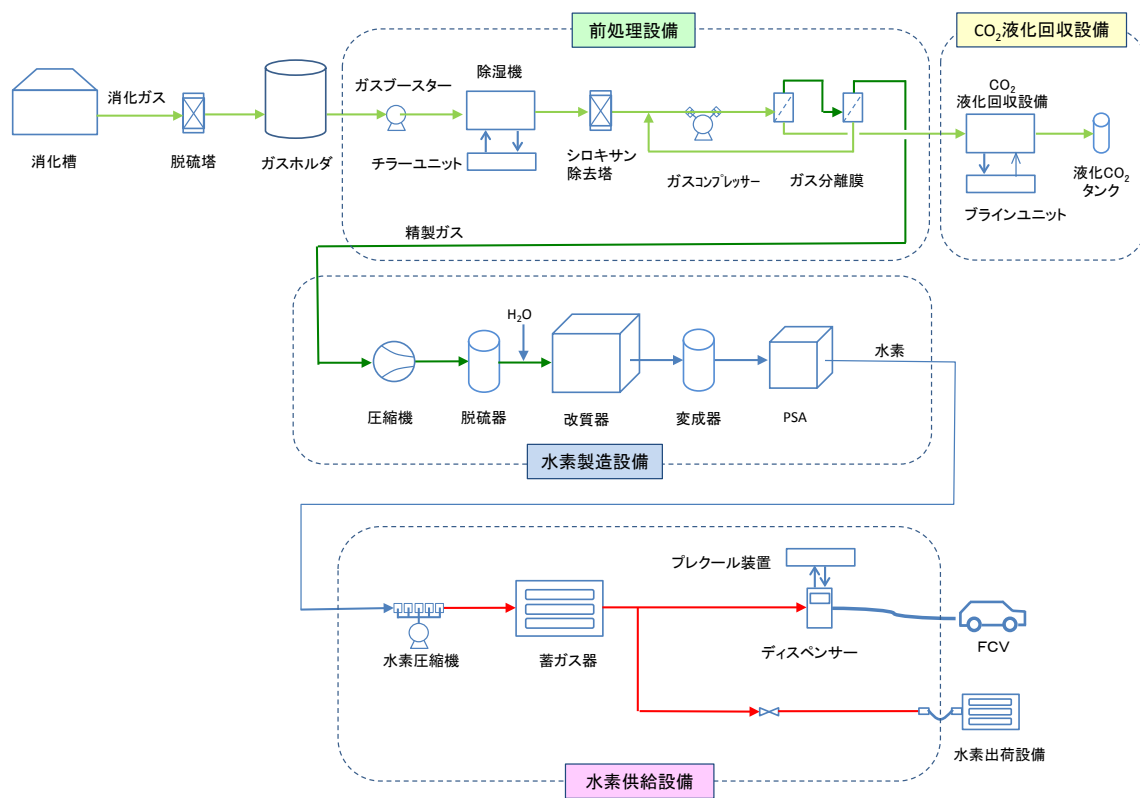 前処理設備
CO₂液化回収設備
消化ガス
消化槽
脱硫塔
ガスホルダ
ガスブースター
除湿機
チラーユニット
シロキサン
除去塔
ガスコンプレッサー
ガス分離膜
CO₂
液化回収設備
ブラインユニット
液化CO₂
タンク
精製ガス
H₂O
水素
圧縮機
脱硫器
改質器
変成器
PSA
水素製造設備
プレクール装置
水素圧縮機
蓄ガス器
ディスペンサー
FCV
水素出荷設備
水素供給設備